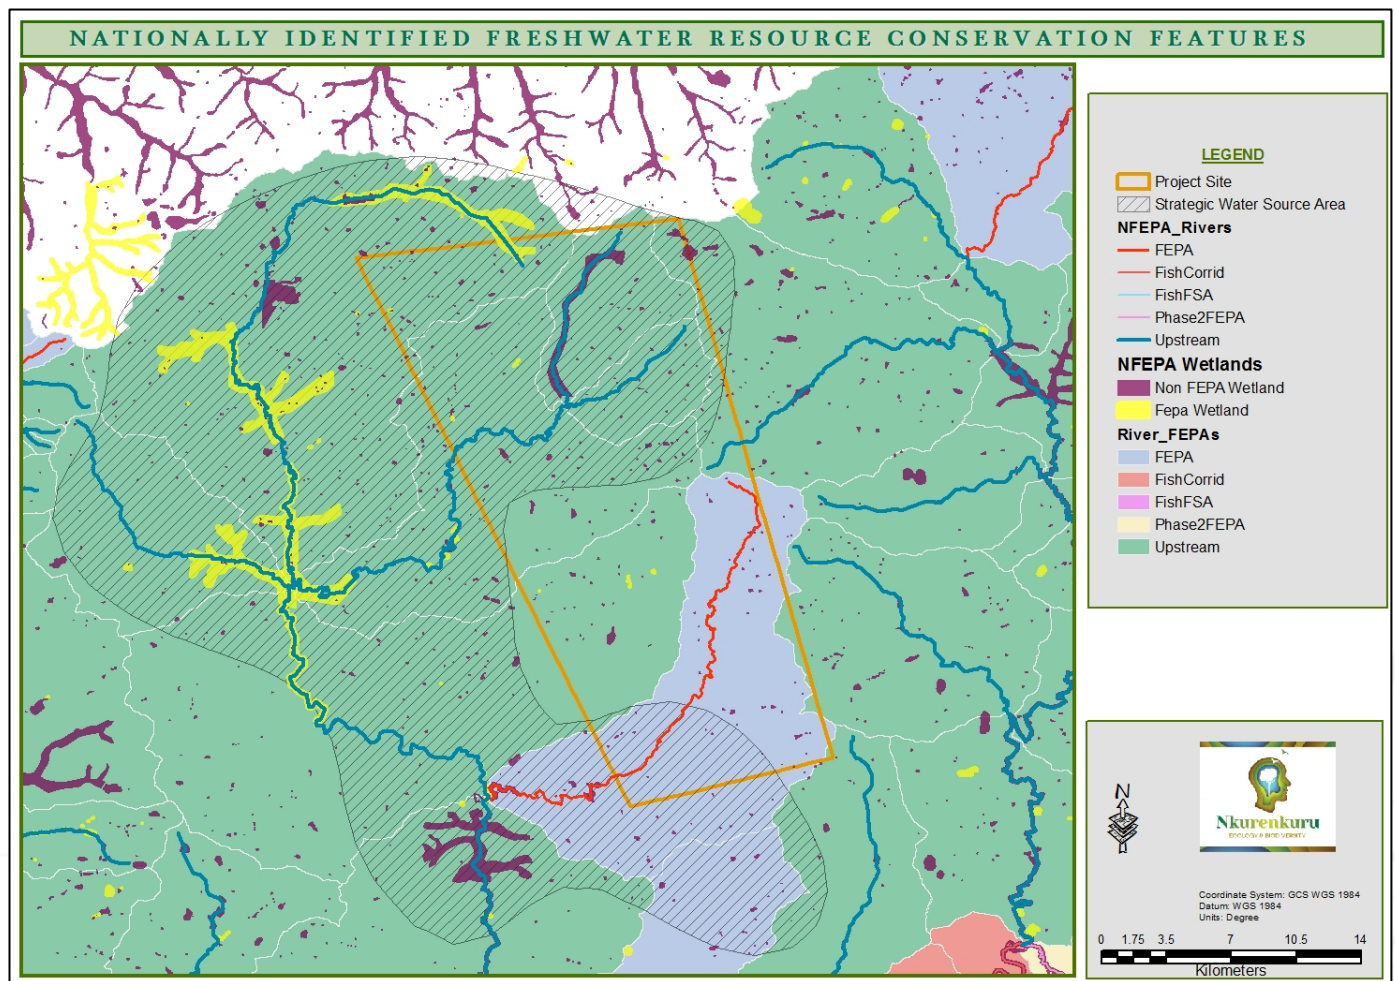 NATIONALLY IDENTIFIED FRESHWATER RESOURCE CONSERVATION FEATURES
LEGEND
Project Site
Strategic Water Source Area
NFEPA_Rivers
FEPA
FishCorrid
FishFSA
Phase2FEPA
Upstream
NFEPA Wetlands
Non FEPA Wetland
Fepa Wetland
River_FEPAs
FEPA
FishCorrid
FishFSA
Phase2FEPA
Upstream
N
Nkurenkuru
ECOLOGY & BIODIVERSITY
Coordinate System: GCS WGS 1984
Datum: WGS 1984
Units: Degree
0 1.75 3.5 7 10.5 14
Kilometers